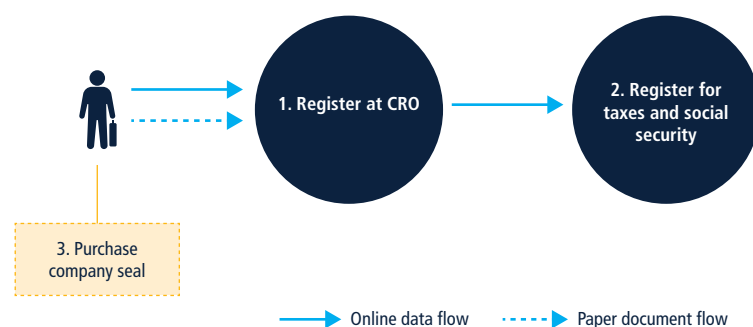 1. Register at CRO
2. Register for
taxes and social
security
3. Purchase
company seal
Online data flow
Paper document flow